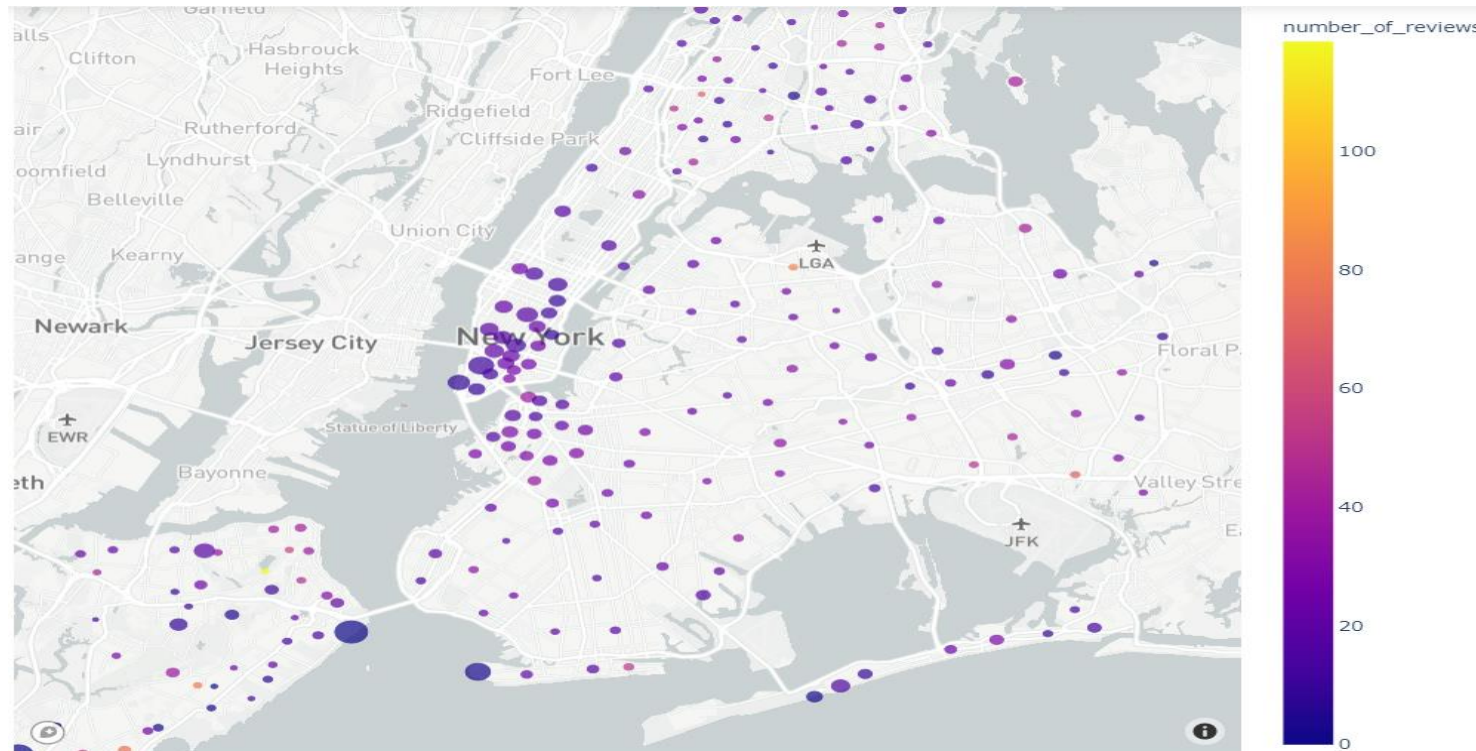 Garfield
number_of_reviews
alls
Clifton
Hasbrouck
Heights
Fort Lee
Ridgefield
air
Rutherford
Cliffside Park
Lyndhurst
oomfield
Belleville
Union City
ange
Kearny
LGA
Newark
New York
Jersey City
Floral P
EWR
Statue of Liberty
Bayonne
eth
Valley Stre
JFK
E
100
80
60
40
20
0